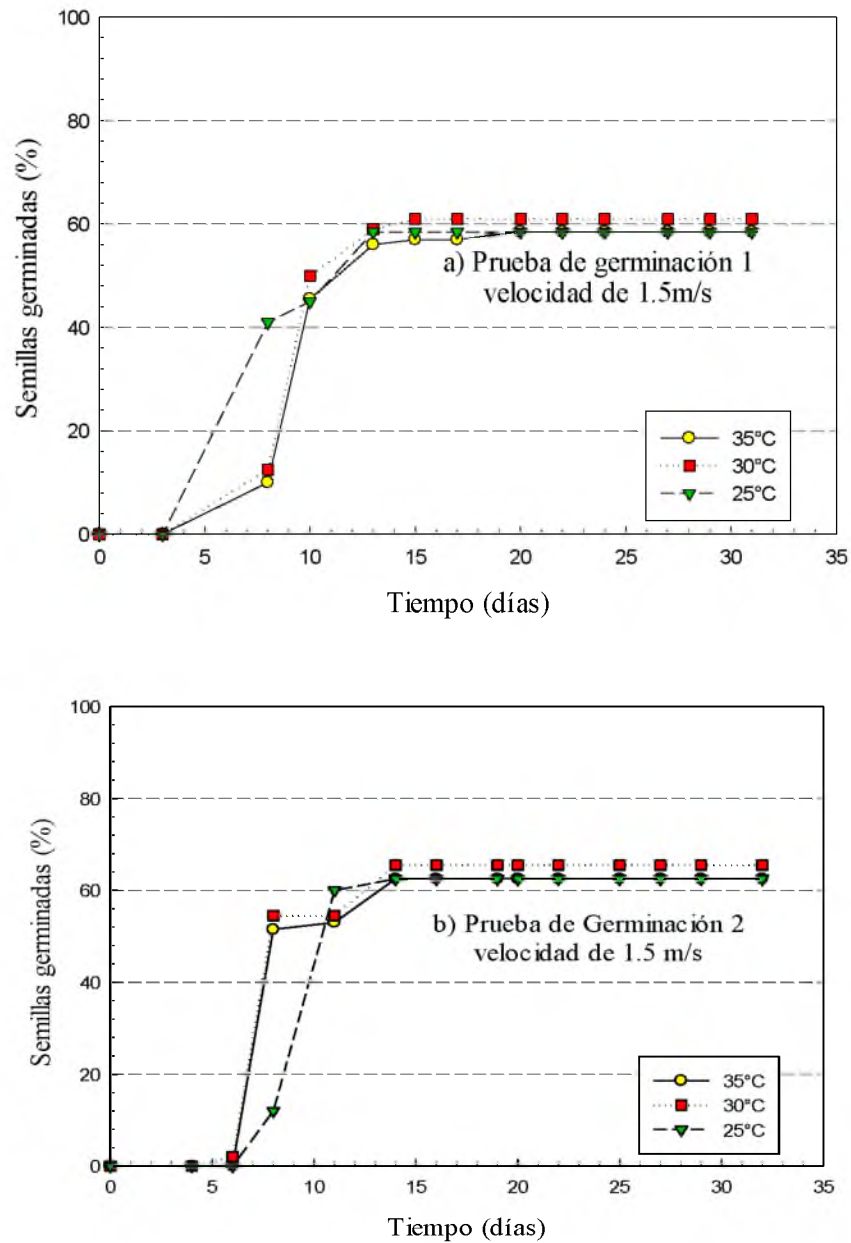 100
80
60
40
20
0
Semillas germinadas (%)
a) Prueba de germinación 1
velocidad de 1.5m/s
35°C
30°C
25°C
0 5 10 15 20 25 30 35
Tiempo (días)
100
80
60
40
20
0
Semillas germinadas (%)
b) Prueba de Germinación 2
velocidad de 1.5 m/s
35°C
30°C
25°C
0 5 10 15 20 25 30 35
Tiempo (días)